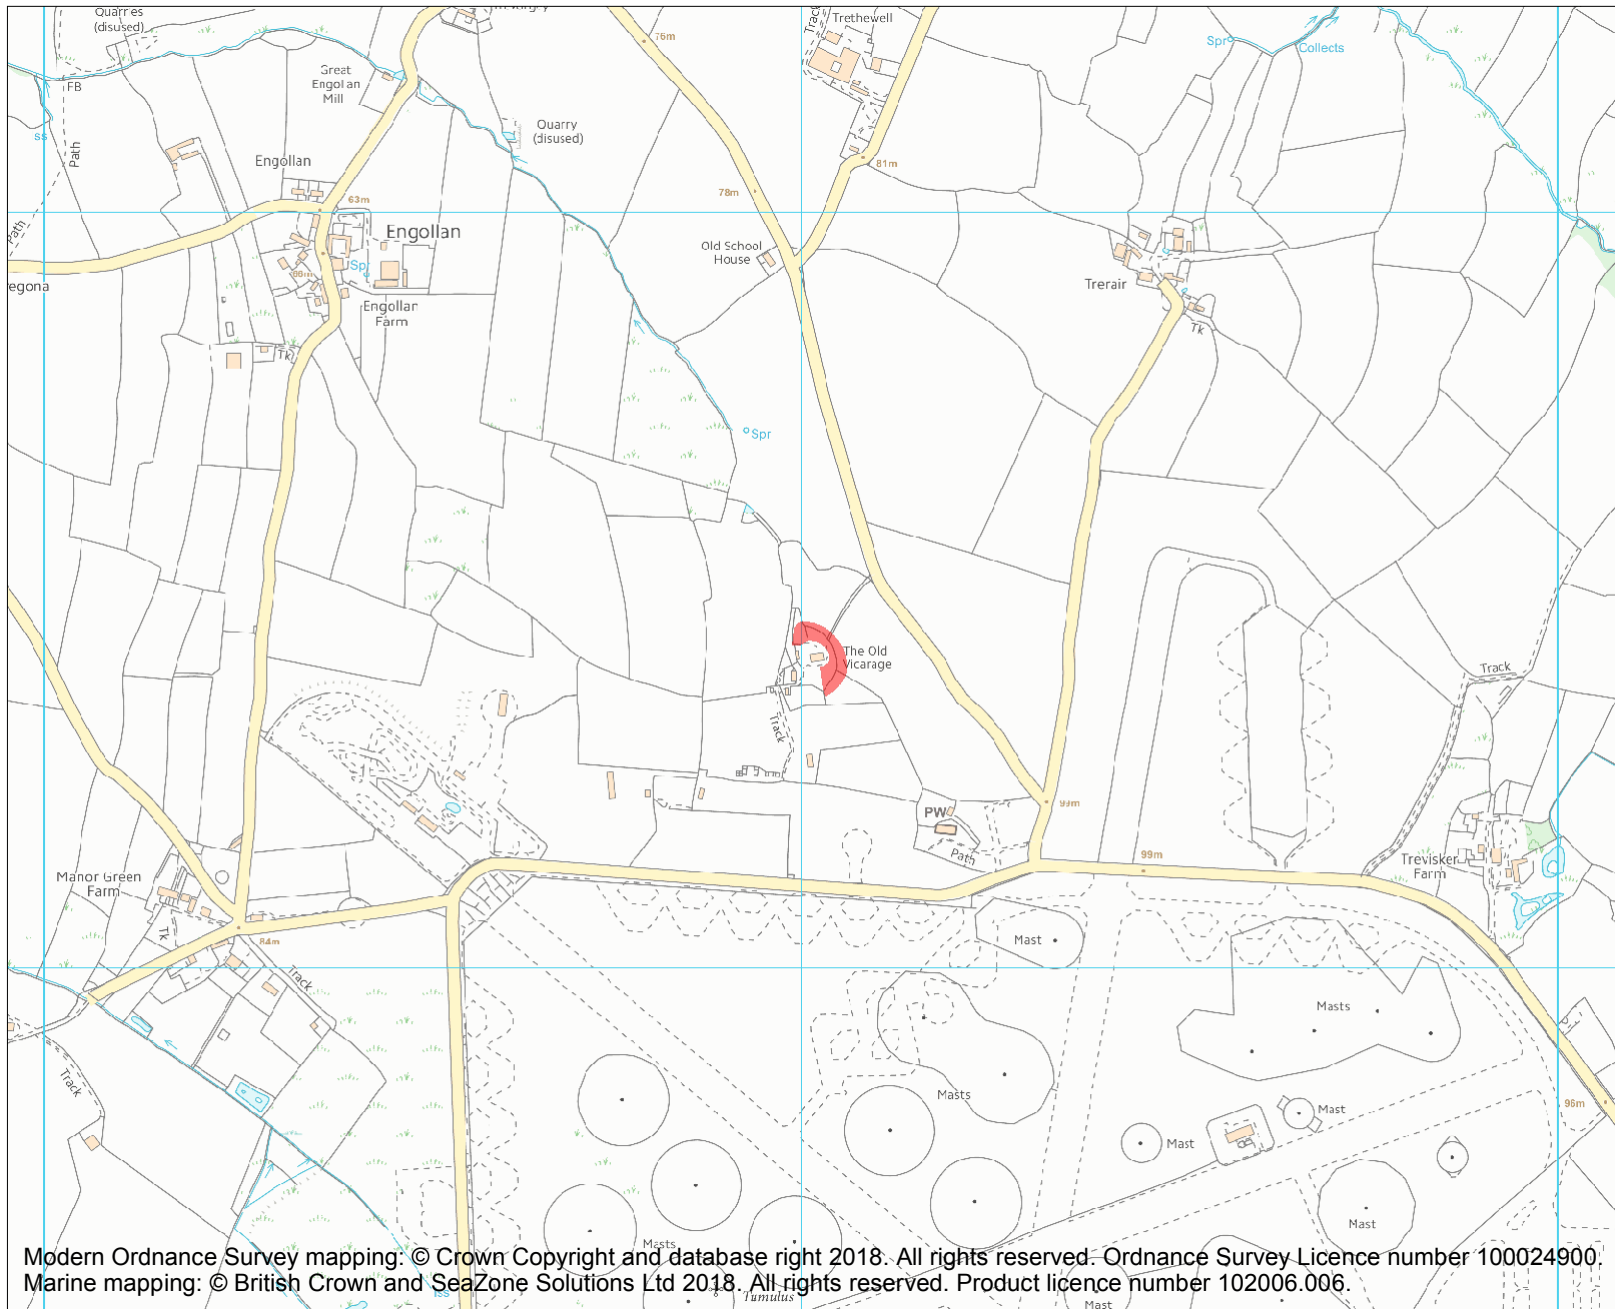 Quarries
(disused)
FB
Path
Path
Great
Engollan
Mill
Quarry
(disused)
76m
Track
Trethewell
Spr
Collects
81m
78m
Engollan
63m
Engollan
Spr
Engollan
Farm
Tk
Old School
House
Trerair
Tk
Spr
The Old
Vicarage
Track
Track
PW
Path
99m
99m
Trevisker
Farm
Manor Green
Farm
Tk
84m
Track
Track
Mast
Masts
Masts
Mast
Mast
96m
Mast
Masts
Mast
Tumulus
Modern Ordnance Survey mapping: © Crown Copyright and database right 2018. All rights reserved. Ordnance Survey Licence number 100024900.
Marine mapping: © British Crown and SeaZone Solutions Ltd 2018. All rights reserved. Product licence number 102006.006.